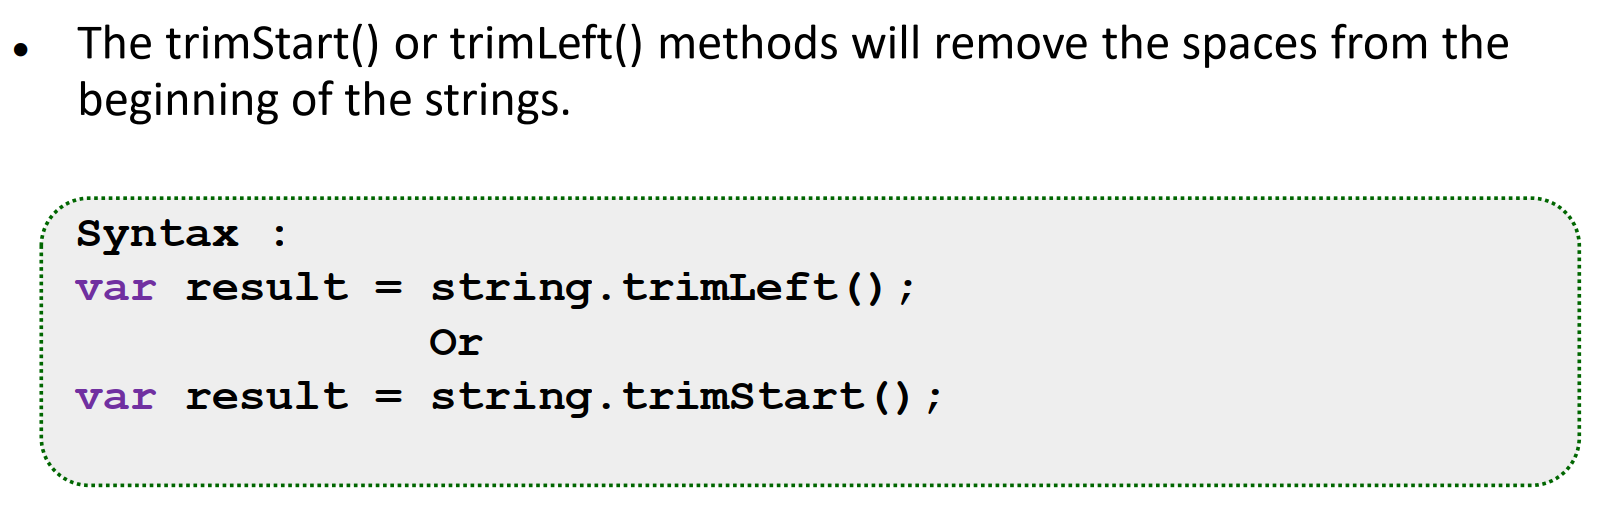 • The trimStart() or trimLeft() methods will remove the spaces from the
beginning of the strings.
Syntax :
var result = string.trimLeft();
Or
var result = string.trimStart();